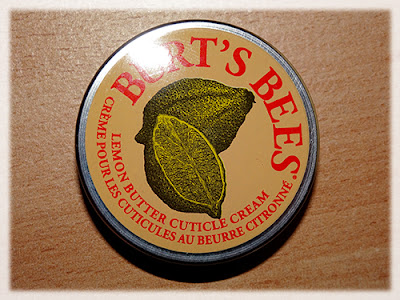 BURT'S BEES®
LEMON BUTTER CUTICLE CREAM
CRÈME POUR LES CUTICULES AU BEURRE CITRONNÉ